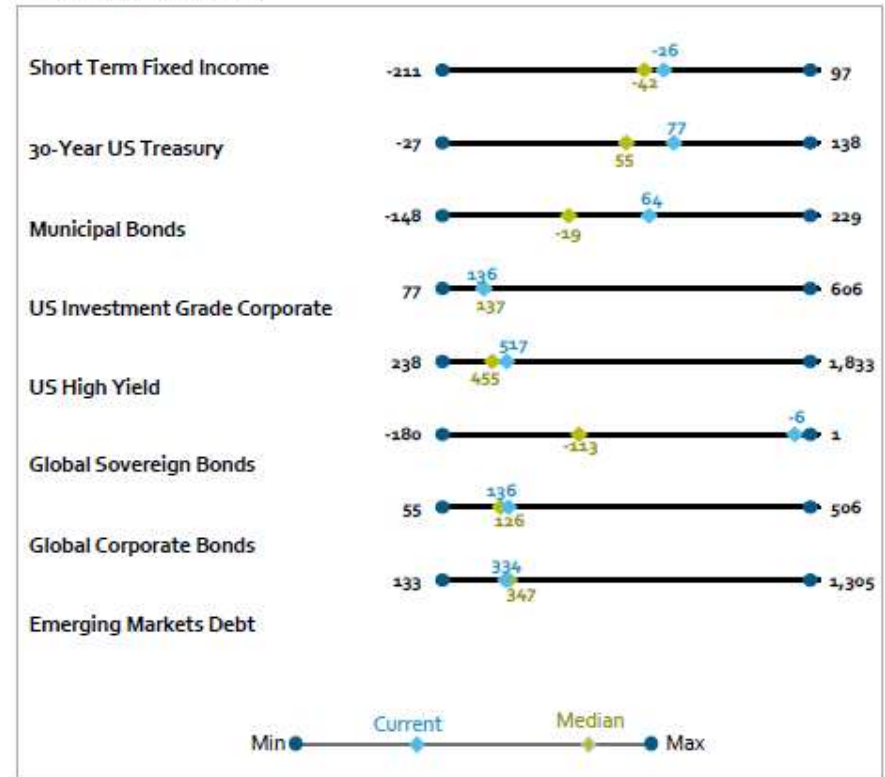 -26
Short Term Fixed Income -211 97
-42
77
30-Year US Treasury -27 138
55
64
Municipal Bonds -148 229
-19
136
US Investment Grade Corporate 77 606
137
517
US High Yield 238 1,833
455
-6
Global Sovereign Bonds -180 1
-113
136
Global Corporate Bonds 55 506
126
334
Emerging Markets Debt 133 1,305
347
Current Median
Min Max